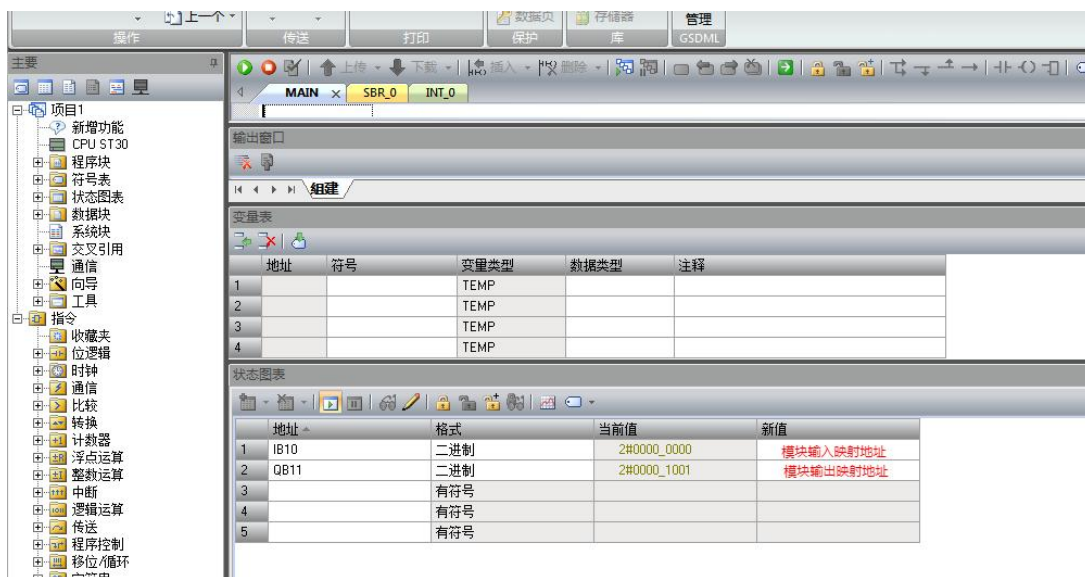 上一个
数据页 存储器 管理
操作 传送 打印 保护 库 GSDML
主要
上传 下载 插入 删除
MAIN SBR_0 INT_0
项目1
新增功能
CPU ST30
程序块
符号表
状态图表
数据块
系统块
交叉引用
通信
向导
工具
指令
收藏夹
位逻辑
时钟
通信
比较
转换
计数器
浮点运算
整数运算
中断
逻辑运算
传送
程序控制
移位/循环
输出窗口
组建
变量表
地址 符号 变量类型 数据类型 注释
1 TEMP
2 TEMP
3 TEMP
4 TEMP
状态图表
地址 格式 当前值 新值
1 IB10 二进制 2#0000_0000 模块输入映射地址
2 QB11 二进制 2#0000_1001 模块输出映射地址
3 有符号
4 有符号
5 有符号